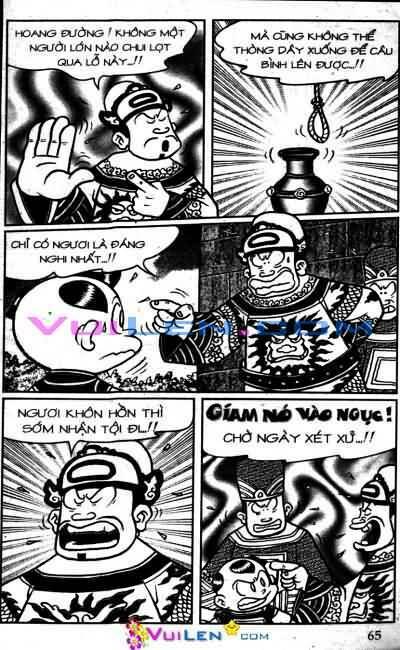 HOANG ĐƯỜNG! KHÔNG MỘT
NGƯỜI LỚN NÀO CHUI LỌT
QUA LỖ NÀY...!!
MÀ CŨNG KHÔNG THỂ
THÒNG DÂY XUỐNG ĐỂ CÂU
BÌNH LÊN ĐƯỢC...!!
CHỈ CÓ NGƯƠI LÀ ĐÁNG
NGHI NHẤT...!!
VUILEN.COM
NGƯƠI KHÔN HỒN THÌ
SỚM NHẬN TỘI ĐI...!!
GIAM NÓ VÀO NGỤC!
CHỜ NGÀY XÉT XỬ...!!
65
VUILEN.COM